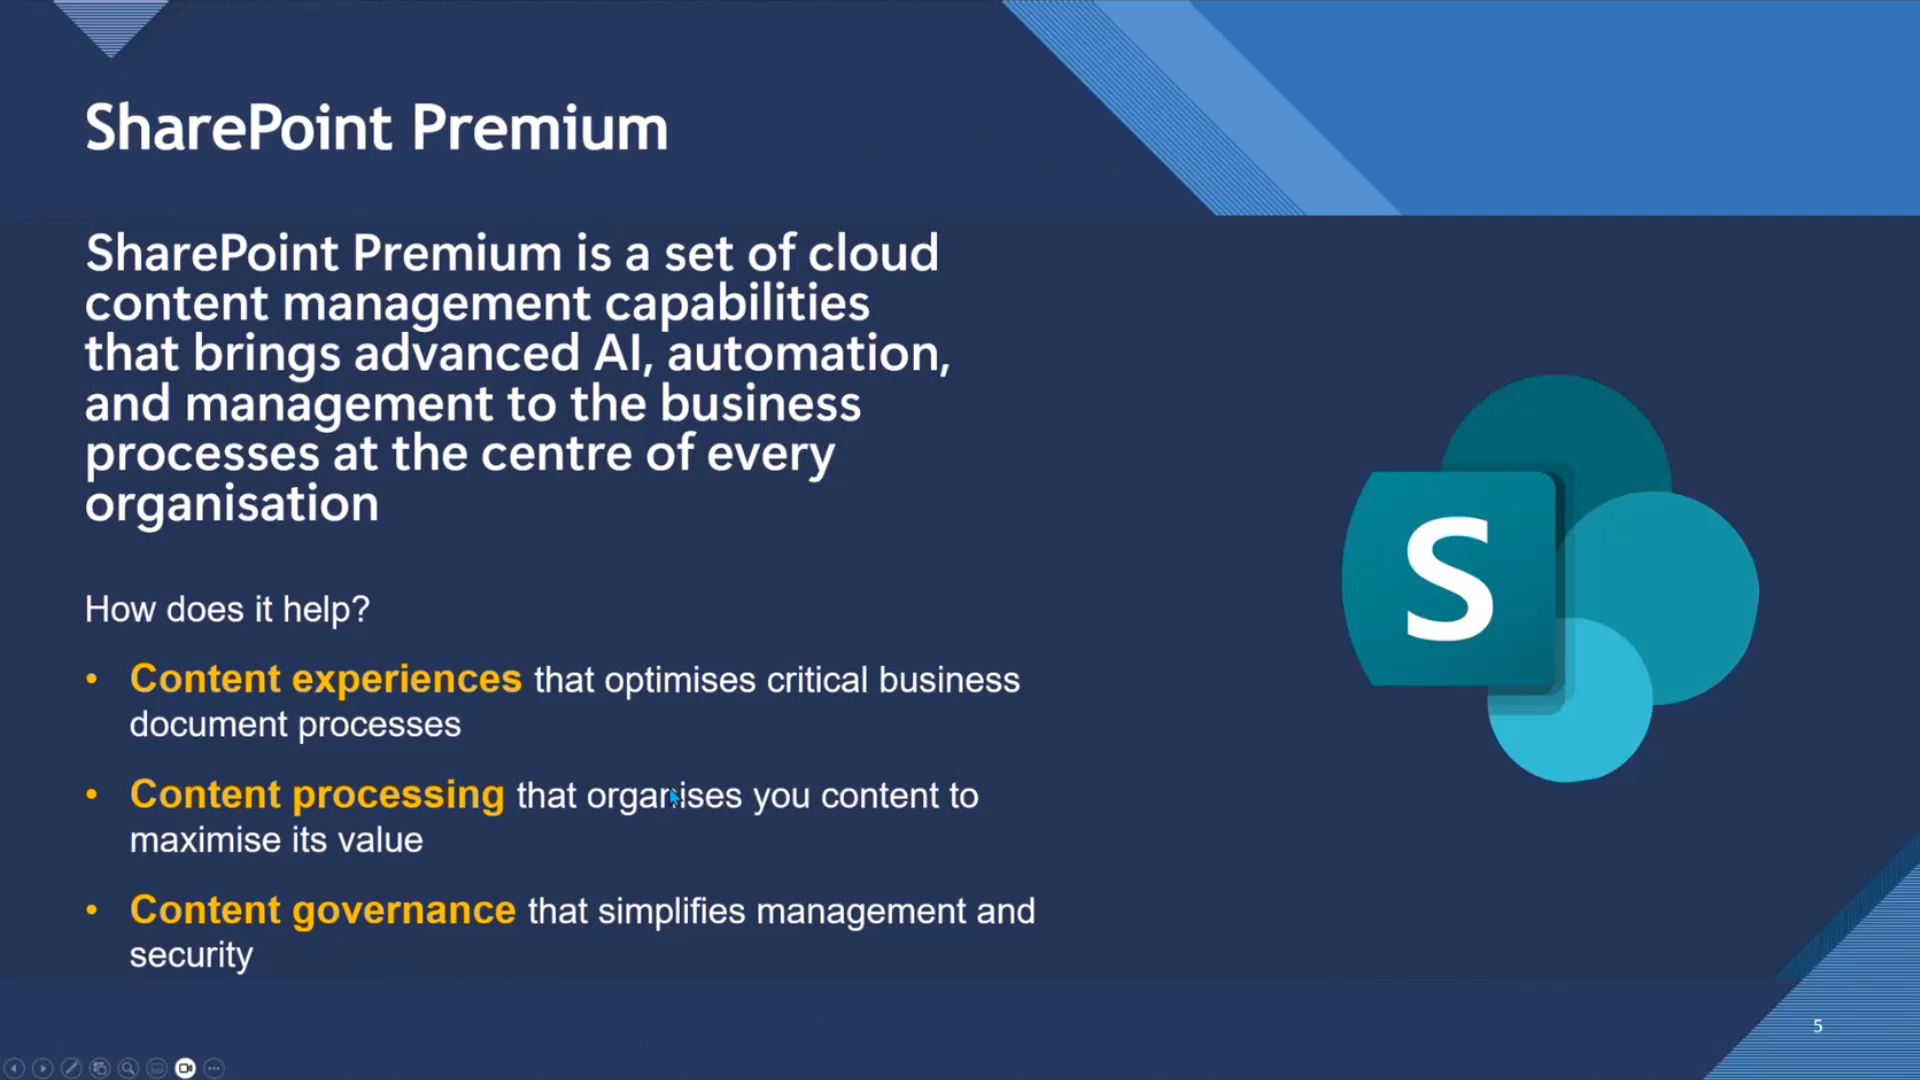 SharePoint Premium
SharePoint Premium is a set of cloud
content management capabilities
that brings advanced AI, automation,
and management to the business
processes at the centre of every
organisation
How does it help?
• Content experiences that optimises critical business
document processes
• Content processing that organises you content to
maximise its value
• Content governance that simplifies management and
security
S
5